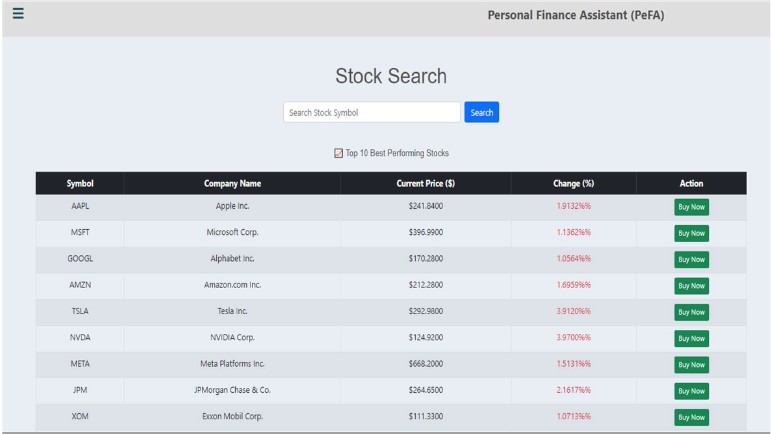 Personal Finance Assistant (PeFA)
Stock Search
Search Stock Symbol Search
Top 10 Best Performing Stocks
Symbol Company Name Current Price ($) Change (%) Action
AAPL Apple Inc. $241.8400 1.9132%% Buy Now
MSFT Microsoft Corp. $396.9900 1.1362%% Buy Now
GOOGL Alphabet Inc. $170.2800 1.0564%% Buy Now
AMZN Amazon.com Inc. $212.2800 1.6959%% Buy Now
TSLA Tesla Inc. $292.9800 3.9120%% Buy Now
NVDA NVIDIA Corp. $124.9200 3.9700%% Buy Now
META Meta Platforms Inc. $668.2000 1.5131%% Buy Now
JPM JPMorgan Chase & Co. $264.6500 2.1617%% Buy Now
XOM Exxon Mobil Corp. $111.3300 1.0713%% Buy Now